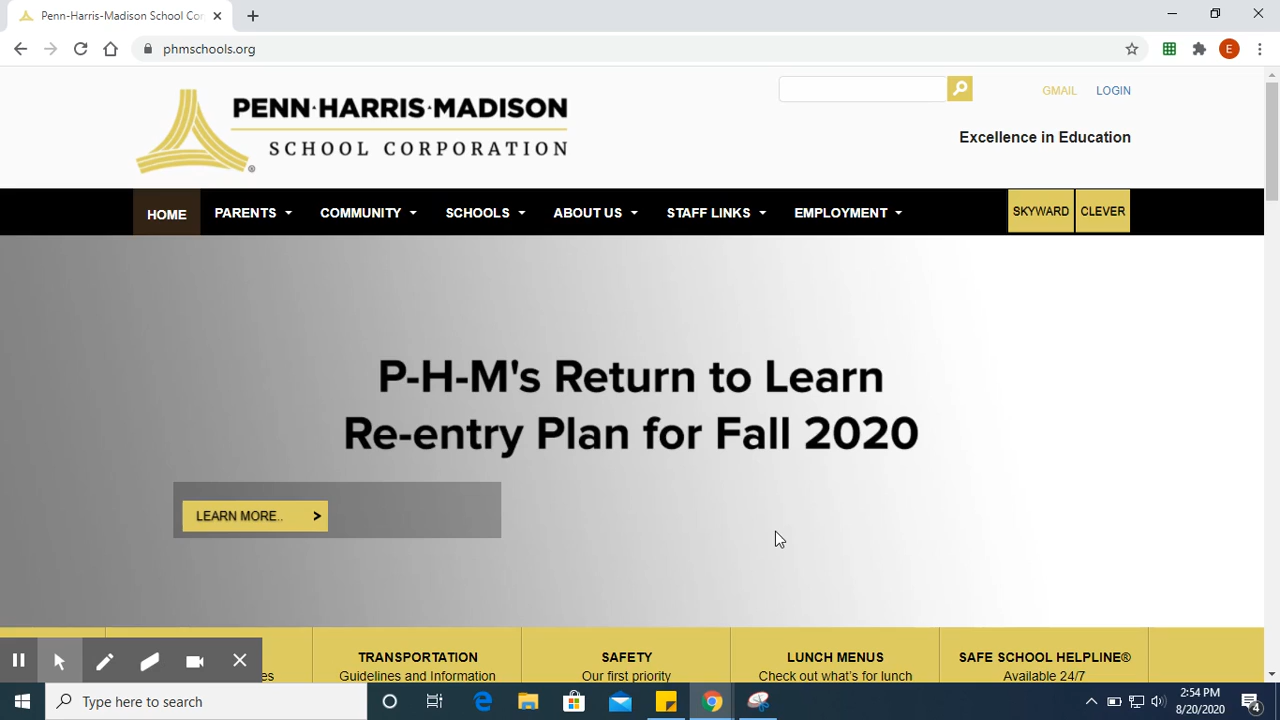 Penn-Harris-Madison School Cor
phmschools.org
E
PENN-HARRIS-MADISON
SCHOOL CORPORATION
®
GMAIL LOGIN
Excellence in Education
HOME PARENTS COMMUNITY SCHOOLS ABOUT US STAFF LINKS EMPLOYMENT SKYWARD CLEVER
P-H-M's Return to Learn
Re-entry Plan for Fall 2020
LEARN MORE.. >
TRANSPORTATION SAFETY LUNCH MENUS SAFE SCHOOL HELPLINE®
es Guidelines and Information Our first priority Check out what's for lunch Available 24/7
Type here to search
2:54 PM
8/20/2020
4